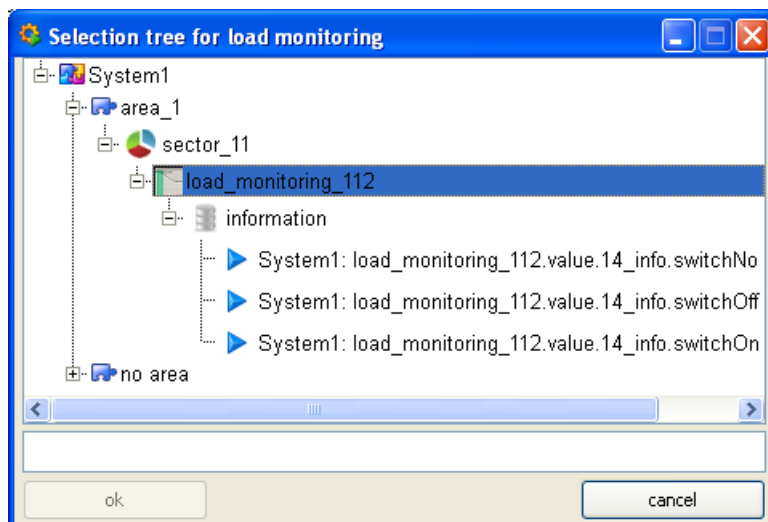 Selection tree for load monitoring
System1
area_1
sector_11
load_monitoring_112
information
System1: load_monitoring_112.value.14_info.switchNo
System1: load_monitoring_112.value.14_info.switchOff
System1: load_monitoring_112.value.14_info.switchOn
no area
ok
cancel